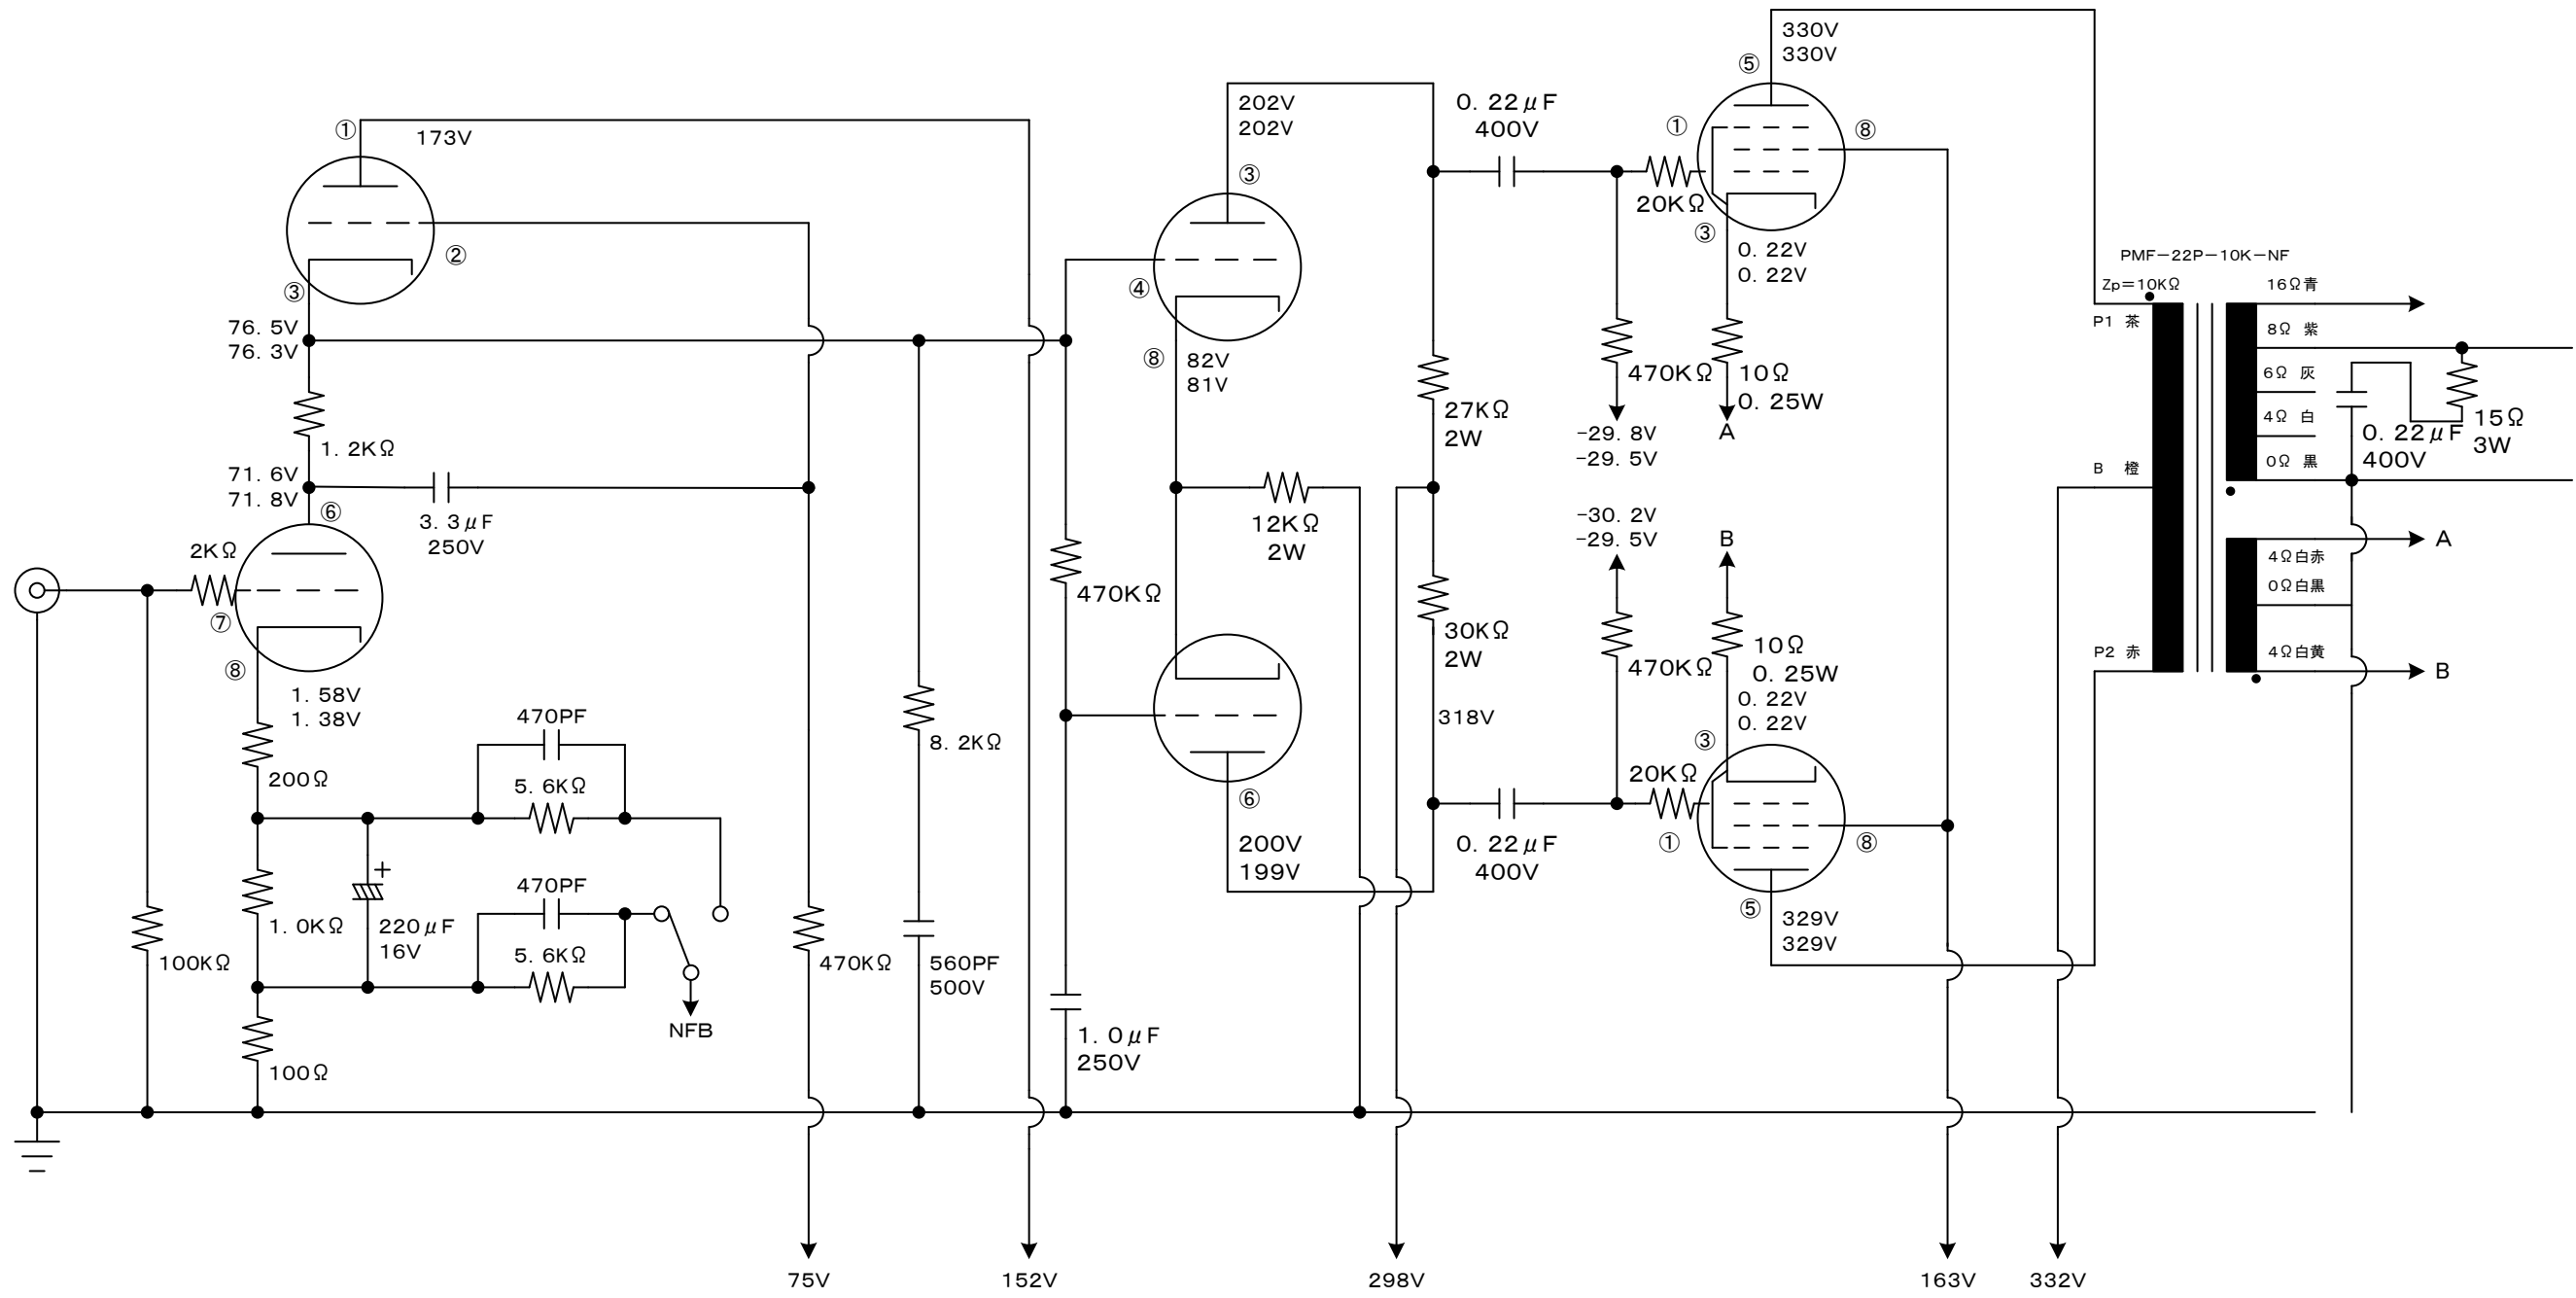 ①
173V
②
③
76. 5V
76. 3V
1. 2KΩ
71. 6V
71. 8V
⑥
3. 3μF
250V
2KΩ
⑦
⑧
1. 58V
1. 38V
200Ω
470PF
5. 6KΩ
1. 0KΩ
220μF
16V
+
470PF
5. 6KΩ
NFB
100KΩ
100Ω
470KΩ
8. 2KΩ
560PF
500V
470KΩ
1. 0μF
250V
202V
202V
③
④
⑧
82V
81V
12KΩ
2W
⑥
200V
199V
27KΩ
2W
30KΩ
2W
318V
0. 22μF
400V
0. 22μF
400V
①
20KΩ
③
⑤
330V
330V
⑧
0. 22V
0. 22V
470KΩ
10Ω
0. 25W
-29. 8V
-29. 5V
A
-30. 2V
-29. 5V
B
470KΩ
10Ω
0. 25W
0. 22V
0. 22V
③
20KΩ
①
⑧
⑤
329V
329V
PMF-22P-10K-NF
Zp=10KΩ
P1 茶
B 橙
P2 赤
16Ω青
8Ω 紫
6Ω 灰
4Ω 白
0Ω 黒
4Ω白赤
0Ω白黒
4Ω白黄
0. 22μF
400V
15Ω
3W
A
B
75V
152V
298V
163V
332V